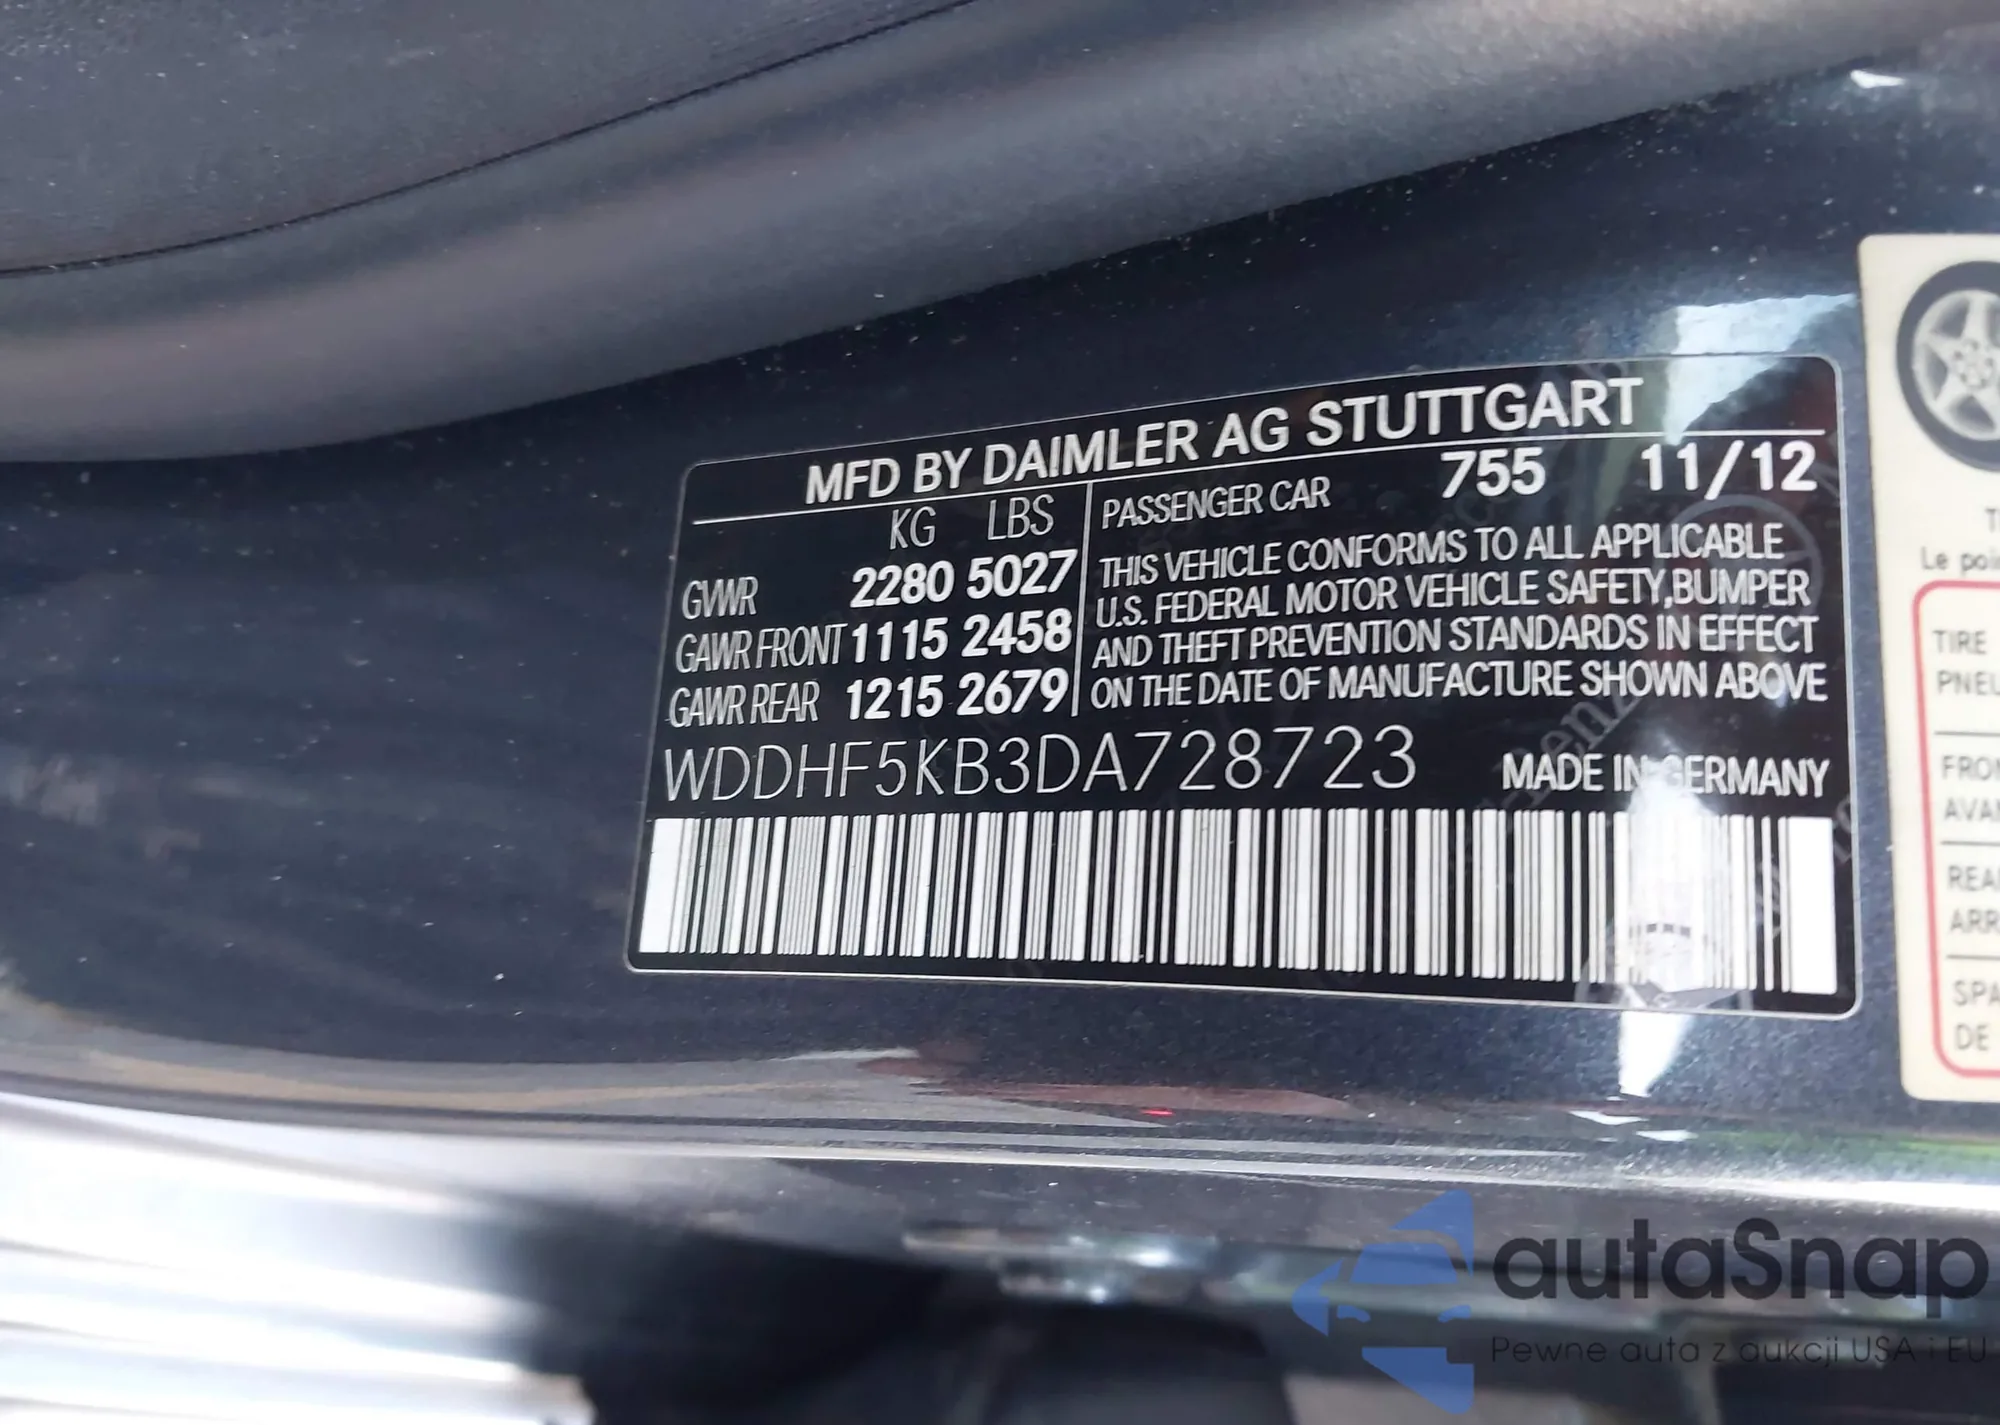 MFD BY DAIMLER AG STUTTGART
KG LBS
GVWR 2280 5027
GAWR FRONT 1115 2458
GAWR REAR 1215 2679
PASSENGER CAR 755 11/12
THIS VEHICLE CONFORMS TO ALL APPLICABLE
U.S. FEDERAL MOTOR VEHICLE SAFETY,BUMPER
AND THEFT PREVENTION STANDARDS IN EFFECT
ON THE DATE OF MANUFACTURE SHOWN ABOVE
WDDHF5KB3DA728723 MADE IN GERMANY
Le
TIRE
autaSnap
Pewne auta z aukcji USA i EU
DE